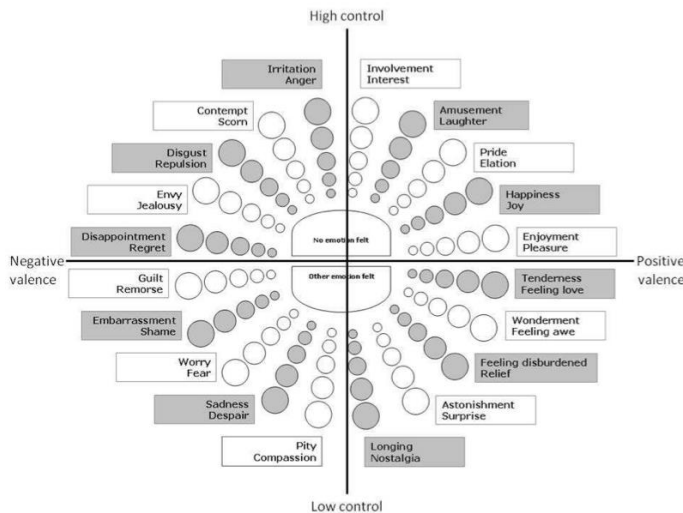 High control
Irritation
Anger
Involvement
Interest
Contempt
Scorn
Amusement
Laughter
Disgust
Repulsion
Pride
Elation
Envy
Jealousy
Happiness
Joy
Disappointment
Regret
No emotion felt
Enjoyment
Pleasure
Negative
valence
Positive
valence
Guilt
Remorse
Other emotion felt
Tenderness
Feeling love
Embarrassment
Shame
Wonderment
Feeling awe
Worry
Fear
Feeling disburdened
Relief
Sadness
Despair
Astonishment
Surprise
Pity
Compassion
Longing
Nostalgia
Low control